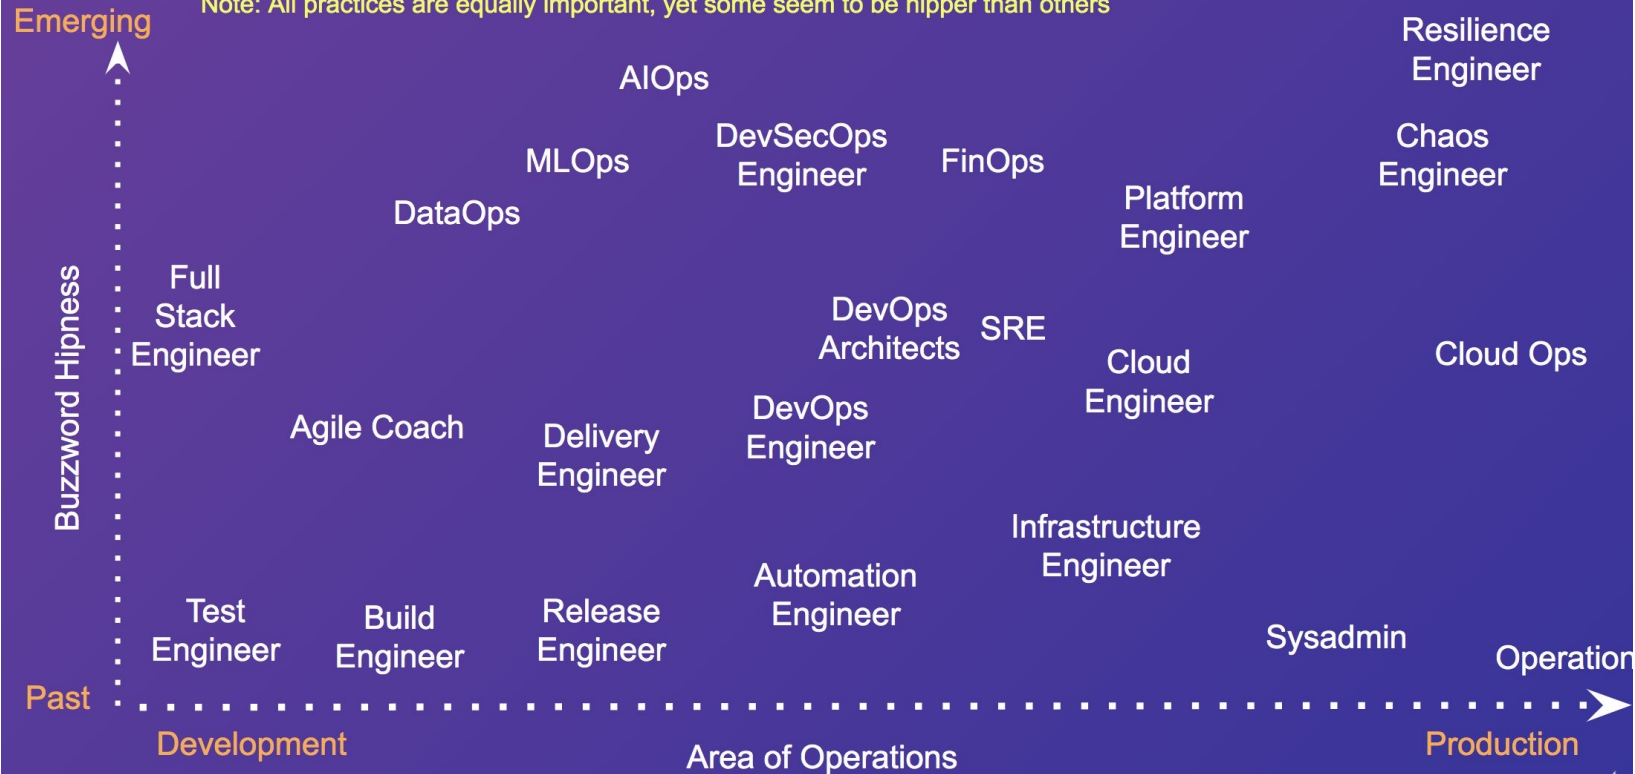 Note: All practices are equally important, yet some seem to be hipper than others
Emerging
Resilience
Engineer
AIOps
DevSecOps
Engineer
Chaos
Engineer
MLOps
FinOps
DataOps
Platform
Engineer
Full
Stack
Engineer
Buzzword Hipness
DevOps
Architects
SRE
Cloud
Engineer
Cloud Ops
Agile Coach
DevOps
Engineer
Delivery
Engineer
Infrastructure
Engineer
Automation
Engineer
Test
Engineer
Build
Engineer
Release
Engineer
Sysadmin
Operation
Past
Development
Area of Operations
Production